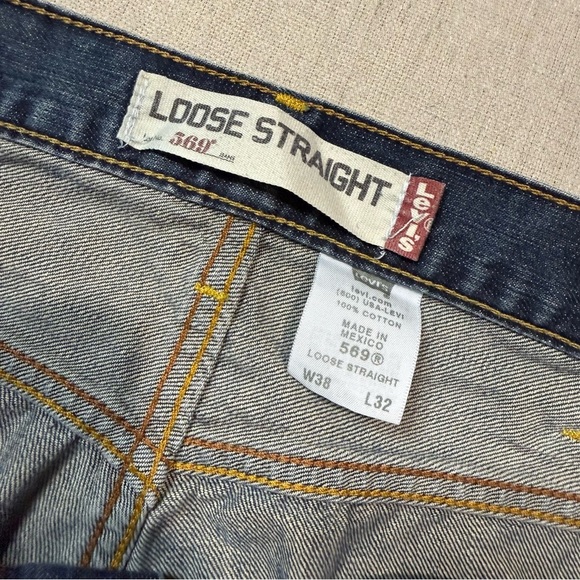 LOOSE STRAIGHT
569®
JEANS
Levi's®
Levi's
levi.com
(800) USA-LEVI
100% COTTON
MADE IN
MEXICO
569®
LOOSE STRAIGHT
W38 L32